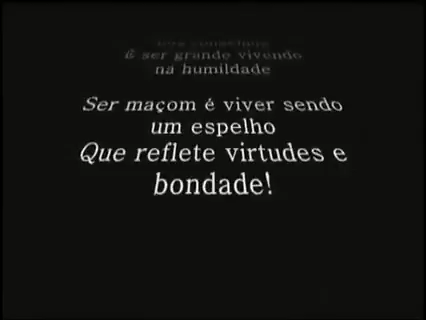 É ser grande vivendo
na humildade
Ser maçom é viver sendo
um espelho
Que reflete virtudes e
bondade!